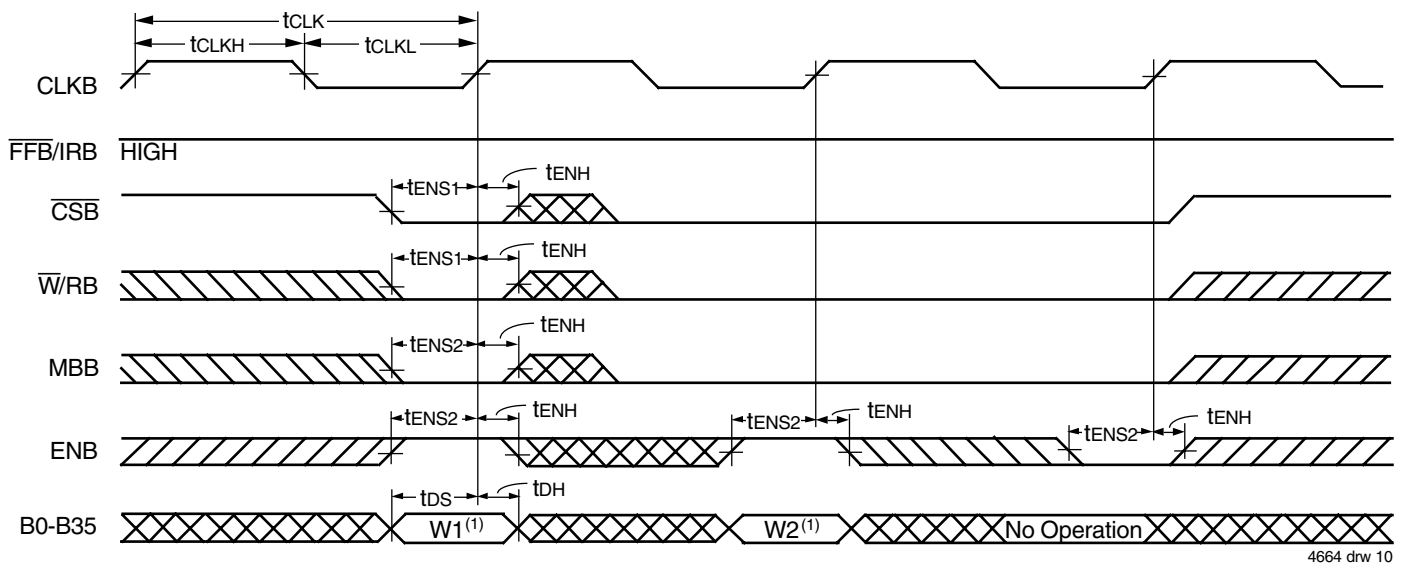 tCLK
tCLKH tCLKL
CLKB
FFB/IRB HIGH
tENS1 tENH
CSB
tENS1 tENH
W/RB
tENS2 tENH
MBB
tENS2 tENH tENS2 tENH tENS2 tENH
ENB
tDS tDH
B0-B35 W1(1) W2(1) No Operation
4664 drw 10